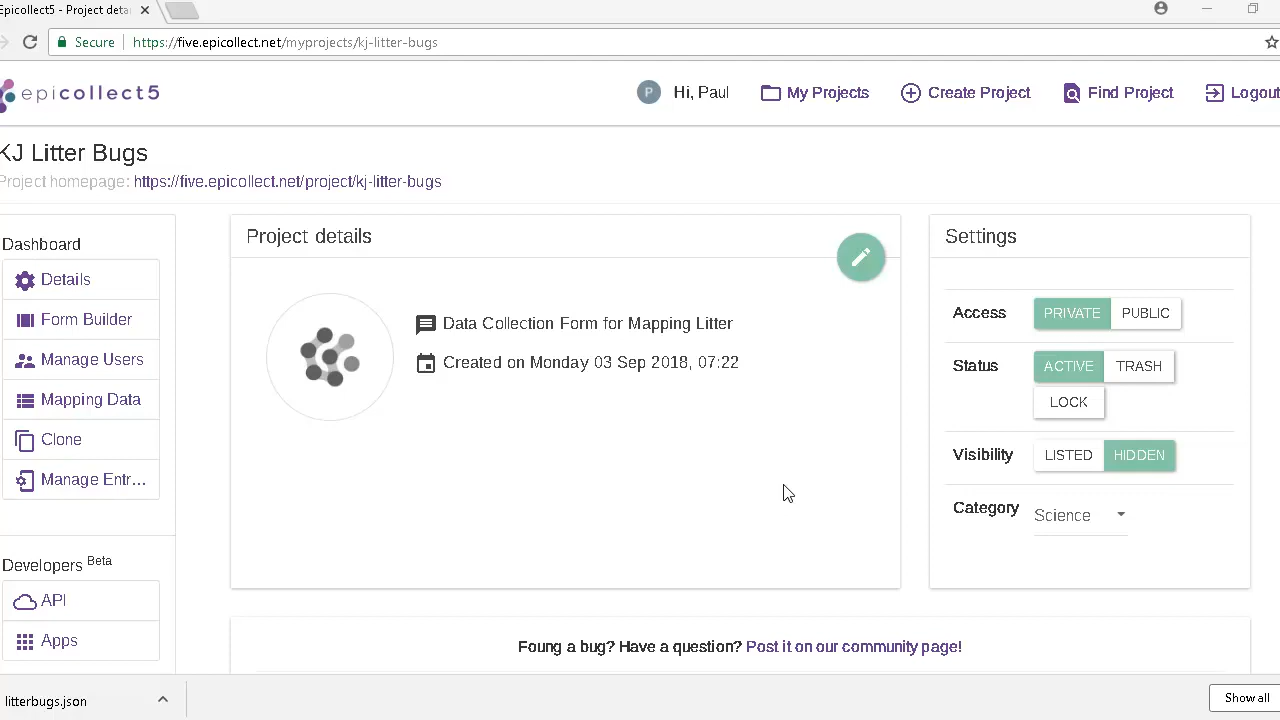 Epicollect5 - Project deta
Secure https://five.epicollect.net/myprojects/kj-litter-bugs
epicollect5
P Hi, Paul My Projects Create Project Find Project Logout
KJ Litter Bugs
Project homepage: https://five.epicollect.net/project/kj-litter-bugs
Dashboard
Details
Form Builder
Manage Users
Mapping Data
Clone
Manage Entr...
Developers Beta
API
Apps
Project details
Data Collection Form for Mapping Litter
Created on Monday 03 Sep 2018, 07:22
Settings
Access PRIVATE PUBLIC
Status ACTIVE TRASH
LOCK
Visibility LISTED HIDDEN
Category Science
Foung a bug? Have a question? Post it on our community page!
litterbugs.json
Show all